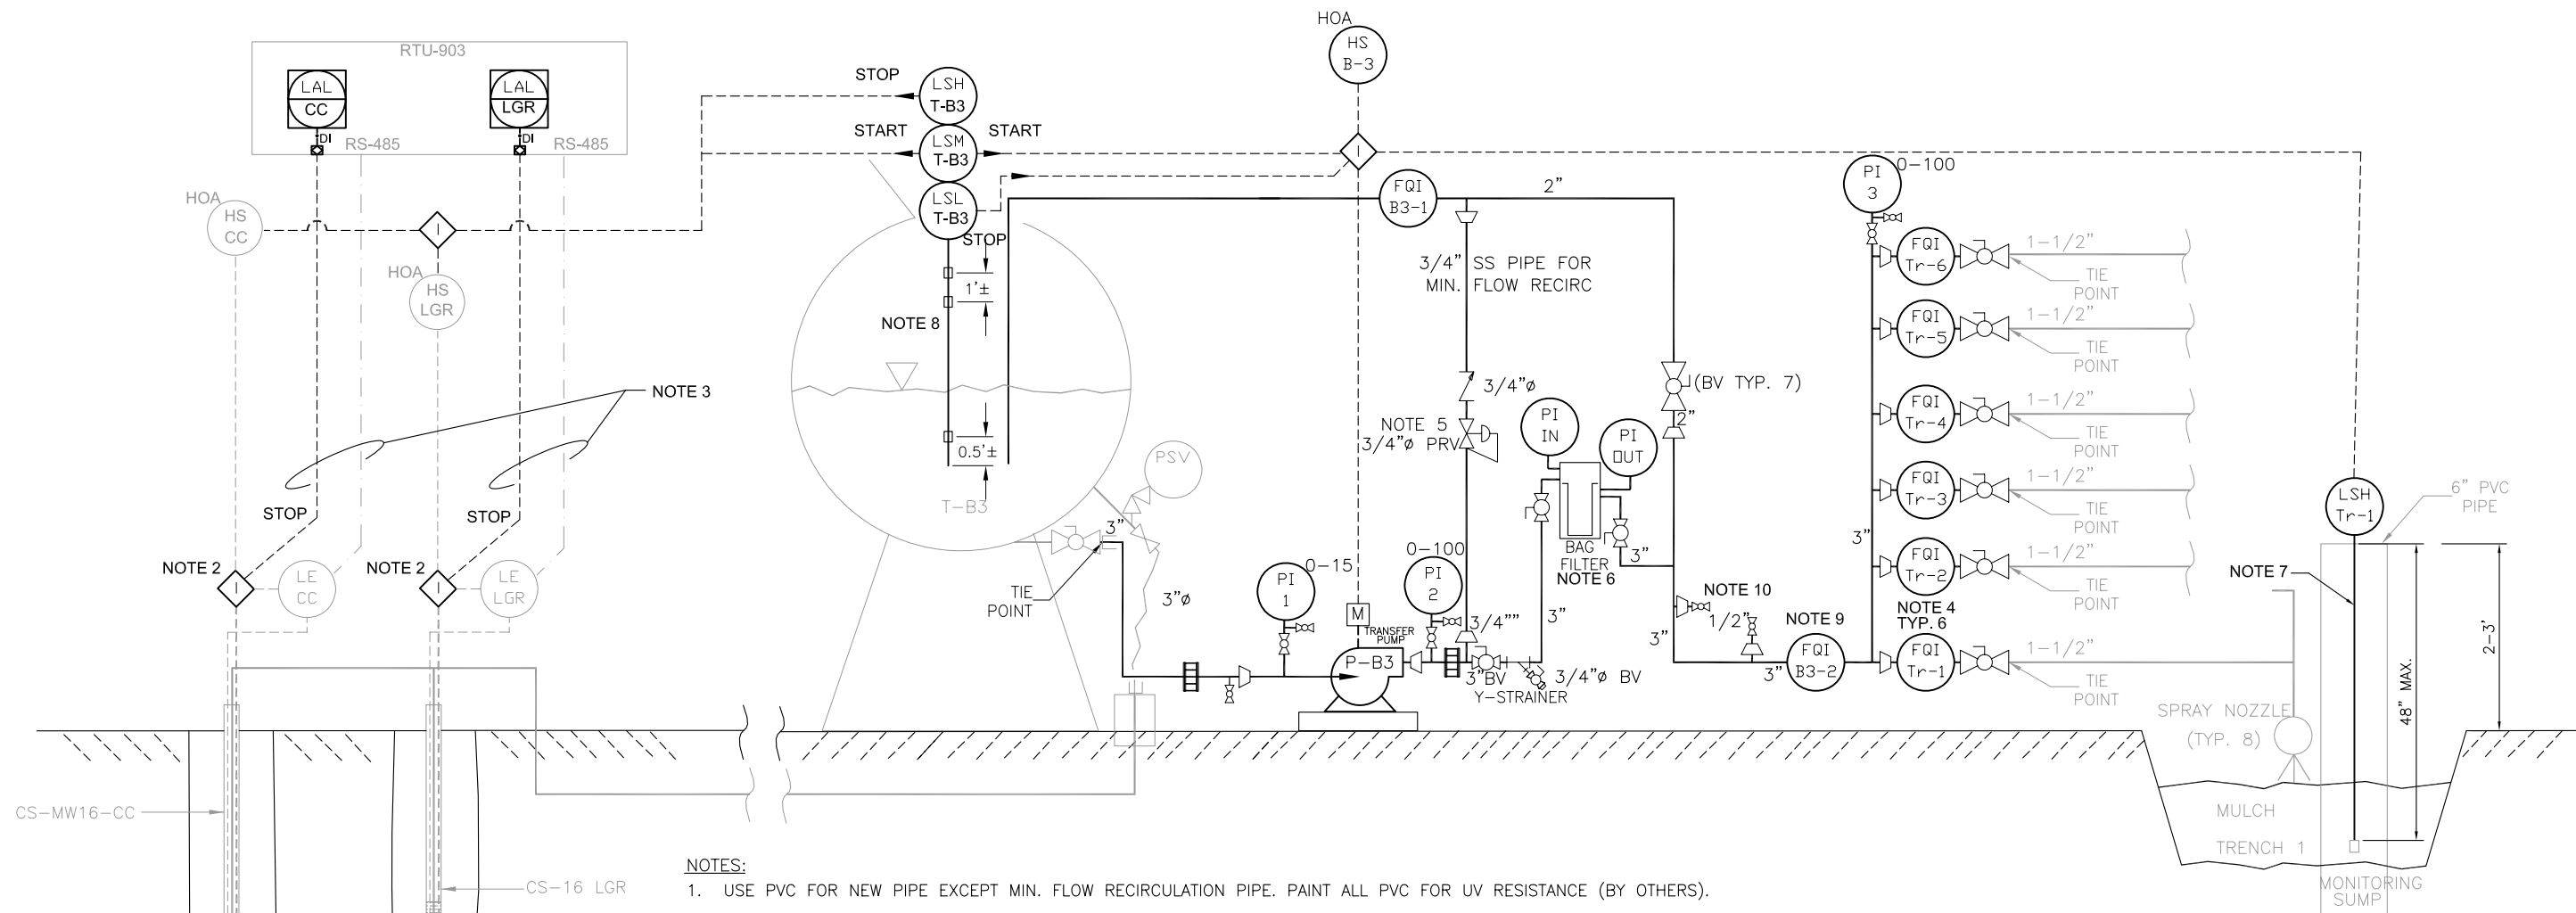 HOA
HS
B-3
RTU-903
LAL
CC
LAL
LGR
DI
RS-485
DI
RS-485
STOP
LSH
T-B3
START
LSM
T-B3
START
LSL
T-B3
STOP
HOA
HS
CC
HOA
HS
LGR
I
I
1'±
NOTE 8
0.5'±
T-B3
NOTE 3
STOP
STOP
NOTE 2
NOTE 2
I
I
LE
CC
LE
LGR
CS-MW16-CC
CS-16 LGR
PSV
3"
TIE
POINT
3"ø
FQI
B3-1
2"
3/4" SS PIPE FOR
MIN. FLOW RECIRC
3/4"ø
NOTE 5
3/4"ø PRV
PI
IN
PI
OUT
(BV TYP. 7)
2"
BAG
FILTER
NOTE 6
3"
3"
PI
1
0-15
M
TRANSFER
PUMP
P-B3
0-100
PI
2
3/4""
3"BV
Y-STRAINER
3/4"ø BV
3"
NOTE 10
1/2"
3"
NOTE 9
FQI
B3-2
PI
3
0-100
FQI
Tr-6
1-1/2"
TIE
POINT
FQI
Tr-5
1-1/2"
TIE
POINT
FQI
Tr-4
1-1/2"
TIE
POINT
FQI
Tr-3
1-1/2"
TIE
POINT
3"
FQI
Tr-2
1-1/2"
TIE
POINT
NOTE 4
TYP. 6
FQI
Tr-1
1-1/2"
TIE
POINT
LSH
Tr-1
6" PVC
PIPE
NOTE 7
48" MAX.
2-3'
SPRAY NOZZLE
(TYP. 8)
MULCH
TRENCH 1
MONITORING
SUMP
NOTES:
1. USE PVC FOR NEW PIPE EXCEPT MIN. FLOW RECIRCULATION PIPE. PAINT ALL PVC FOR UV RESISTANCE (BY OTHERS).